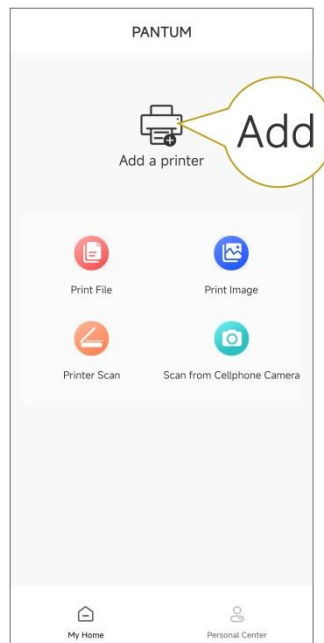 PANTUM
Add
Add a printer
Print File
Print Image
Printer Scan
Scan from Cellphone Camera
My Home
Personal Center